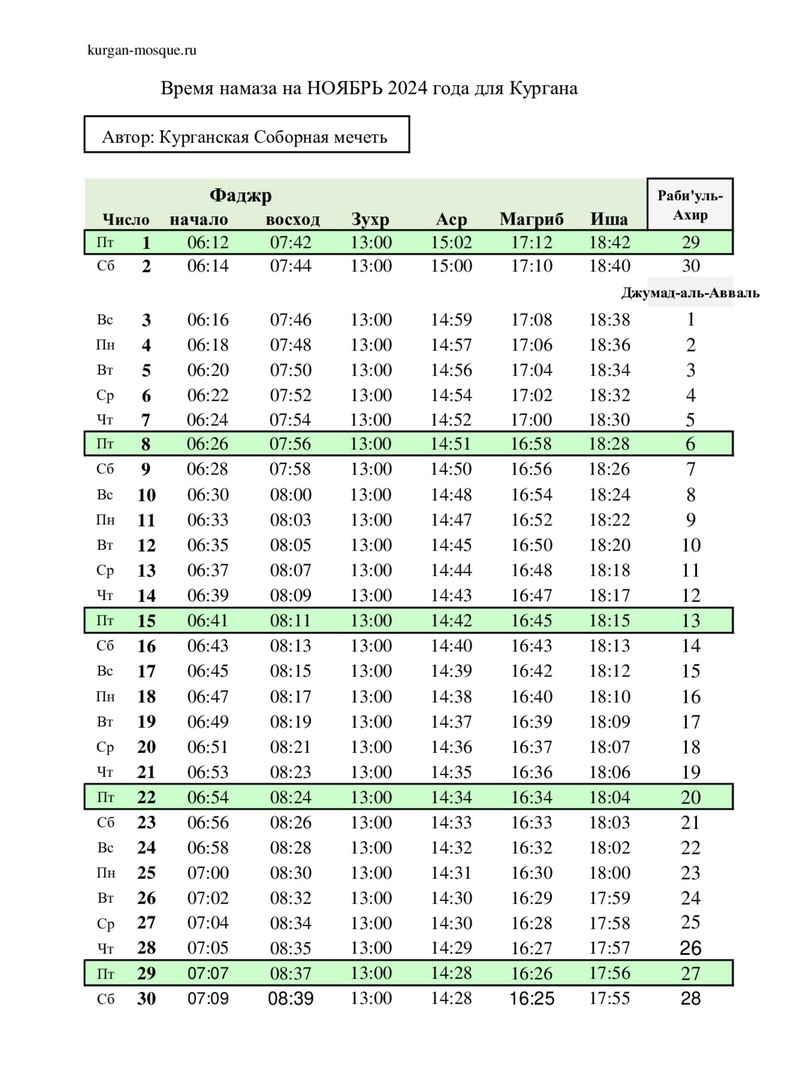 kurgan-mosque.ru
Время намаза на НОЯБРЬ 2024 года для Кургана
Автор: Курганская Соборная мечеть
Фаджр Раби'уль-Ахир
Число начало восход Зухр Аср Магриб Иша
Пт 1 06:12 07:42 13:00 15:02 17:12 18:42 29
Сб 2 06:14 07:44 13:00 15:00 17:10 18:40 30
Джумад-аль-Авваль
Вс 3 06:16 07:46 13:00 14:59 17:08 18:38 1
Пн 4 06:18 07:48 13:00 14:57 17:06 18:36 2
Вт 5 06:20 07:50 13:00 14:56 17:04 18:34 3
Ср 6 06:22 07:52 13:00 14:54 17:02 18:32 4
Чт 7 06:24 07:54 13:00 14:52 17:00 18:30 5
Пт 8 06:26 07:56 13:00 14:51 16:58 18:28 6
Сб 9 06:28 07:58 13:00 14:50 16:56 18:26 7
Вс 10 06:30 08:00 13:00 14:48 16:54 18:24 8
Пн 11 06:33 08:03 13:00 14:47 16:52 18:22 9
Вт 12 06:35 08:05 13:00 14:45 16:50 18:20 10
Ср 13 06:37 08:07 13:00 14:44 16:48 18:18 11
Чт 14 06:39 08:09 13:00 14:43 16:47 18:17 12
Пт 15 06:41 08:11 13:00 14:42 16:45 18:15 13
Сб 16 06:43 08:13 13:00 14:40 16:43 18:13 14
Вс 17 06:45 08:15 13:00 14:39 16:42 18:12 15
Пн 18 06:47 08:17 13:00 14:38 16:40 18:10 16
Вт 19 06:49 08:19 13:00 14:37 16:39 18:09 17
Ср 20 06:51 08:21 13:00 14:36 16:37 18:07 18
Чт 21 06:53 08:23 13:00 14:35 16:36 18:06 19
Пт 22 06:54 08:24 13:00 14:34 16:34 18:04 20
Сб 23 06:56 08:26 13:00 14:33 16:33 18:03 21
Вс 24 06:58 08:28 13:00 14:32 16:32 18:02 22
Пн 25 07:00 08:30 13:00 14:31 16:30 18:00 23
Вт 26 07:02 08:32 13:00 14:30 16:29 17:59 24
Ср 27 07:04 08:34 13:00 14:30 16:28 17:58 25
Чт 28 07:05 08:35 13:00 14:29 16:27 17:57 26
Пт 29 07:07 08:37 13:00 14:28 16:26 17:56 27
Сб 30 07:09 08:39 13:00 14:28 16:25 17:55 28